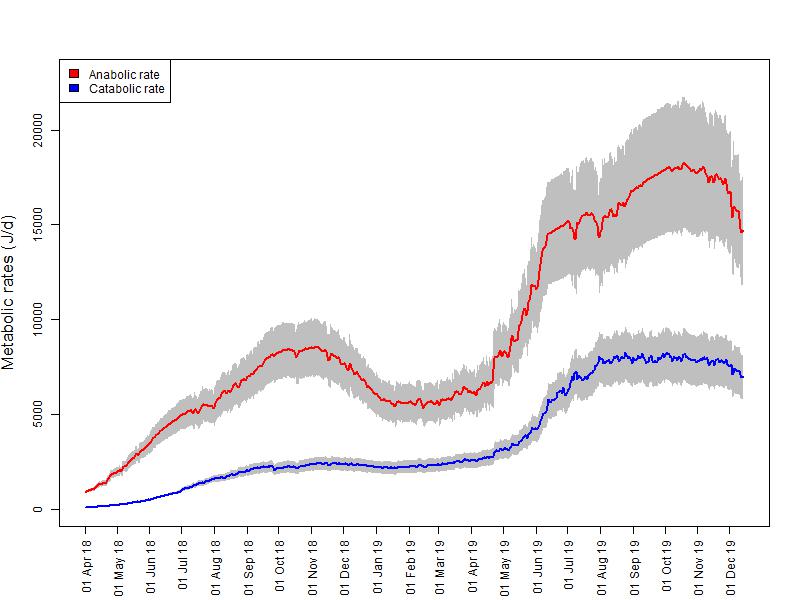 Anabolic rate
Catabolic rate
Metabolic rates (J/d)
20000
15000
10000
5000
0
01 Apr 18
01 May 18
01 Jun 18
01 Jul 18
01 Aug 18
01 Sep 18
01 Oct 18
01 Nov 18
01 Dec 18
01 Jan 19
01 Feb 19
01 Mar 19
01 Apr 19
01 May 19
01 Jun 19
01 Jul 19
01 Aug 19
01 Sep 19
01 Oct 19
01 Nov 19
01 Dec 19